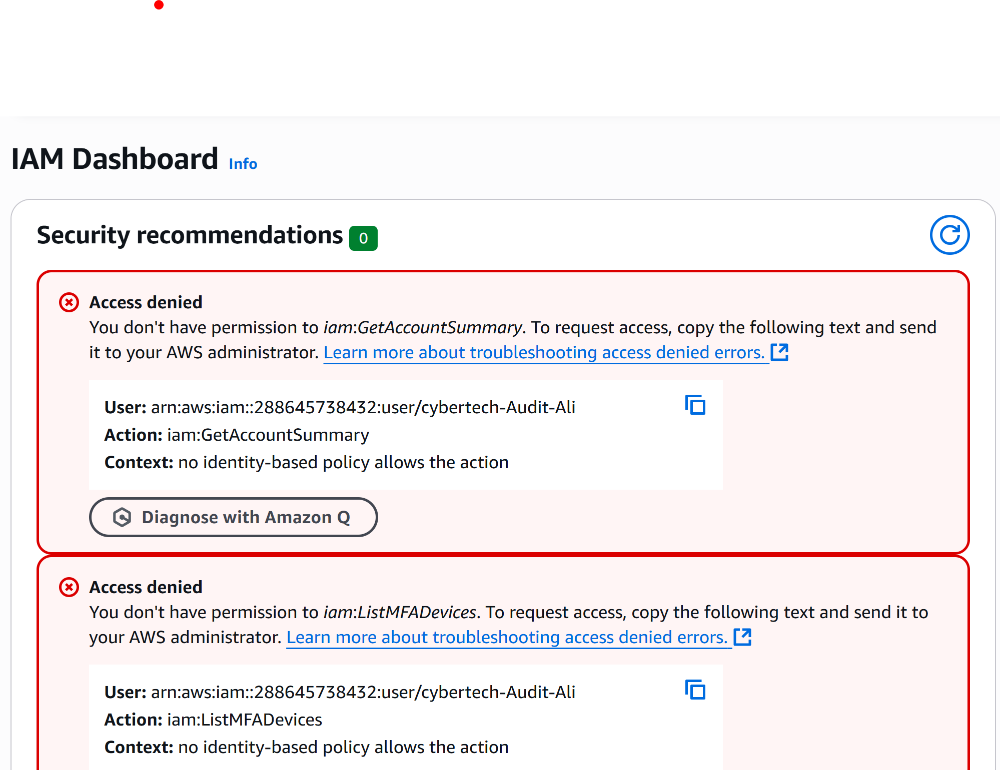 IAM Dashboard Info
Security recommendations 0
Access denied
You don't have permission to iam:GetAccountSummary. To request access, copy the following text and send
it to your AWS administrator. Learn more about troubleshooting access denied errors.
User: arn:aws:iam::288645738432:user/cybertech-Audit-Ali
Action: iam:GetAccountSummary
Context: no identity-based policy allows the action
Diagnose with Amazon Q
Access denied
You don't have permission to iam:ListMFADevices. To request access, copy the following text and send it to
your AWS administrator. Learn more about troubleshooting access denied errors.
User: arn:aws:iam::288645738432:user/cybertech-Audit-Ali
Action: iam:ListMFADevices
Context: no identity-based policy allows the action